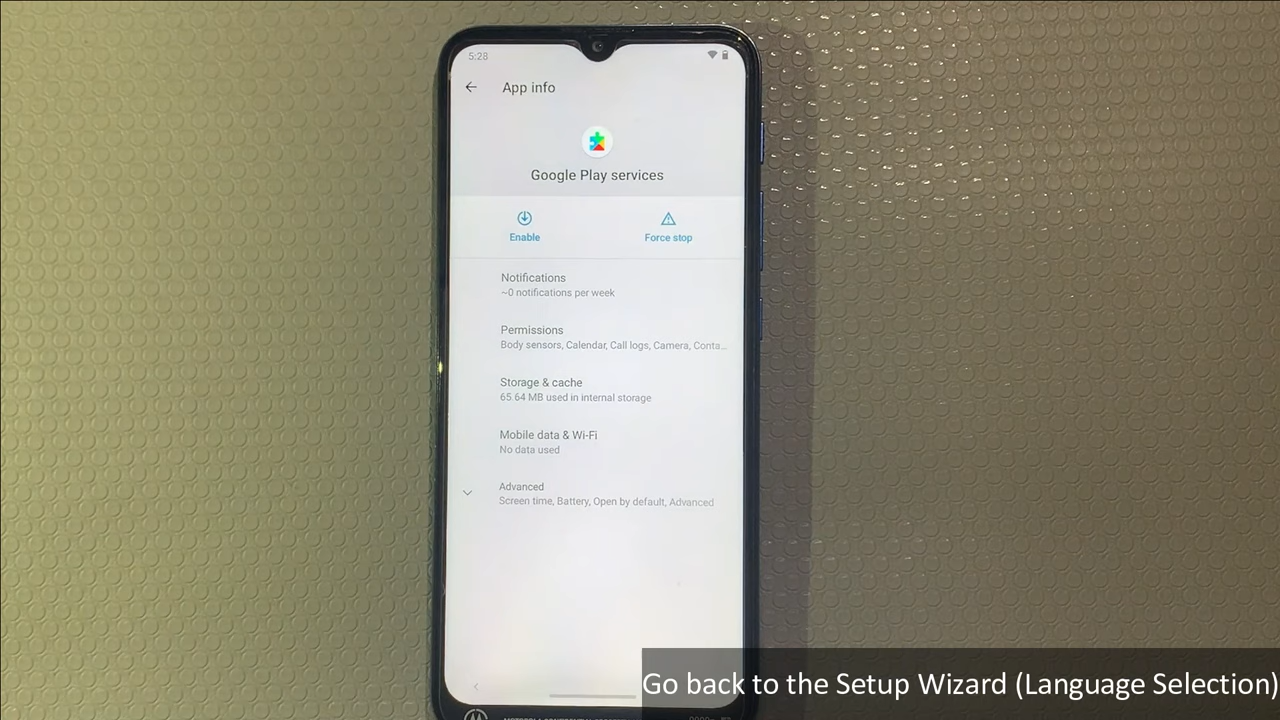 5:28
App info
Google Play services
Enable
Force stop
Notifications
~0 notifications per week
Permissions
Body sensors, Calendar, Call logs, Camera, Conta...
Storage & cache
65.64 MB used in internal storage
Mobile data & Wi-Fi
No data used
Advanced
Screen time, Battery, Open by default, Advanced
Go back to the Setup Wizard (Language Selection)